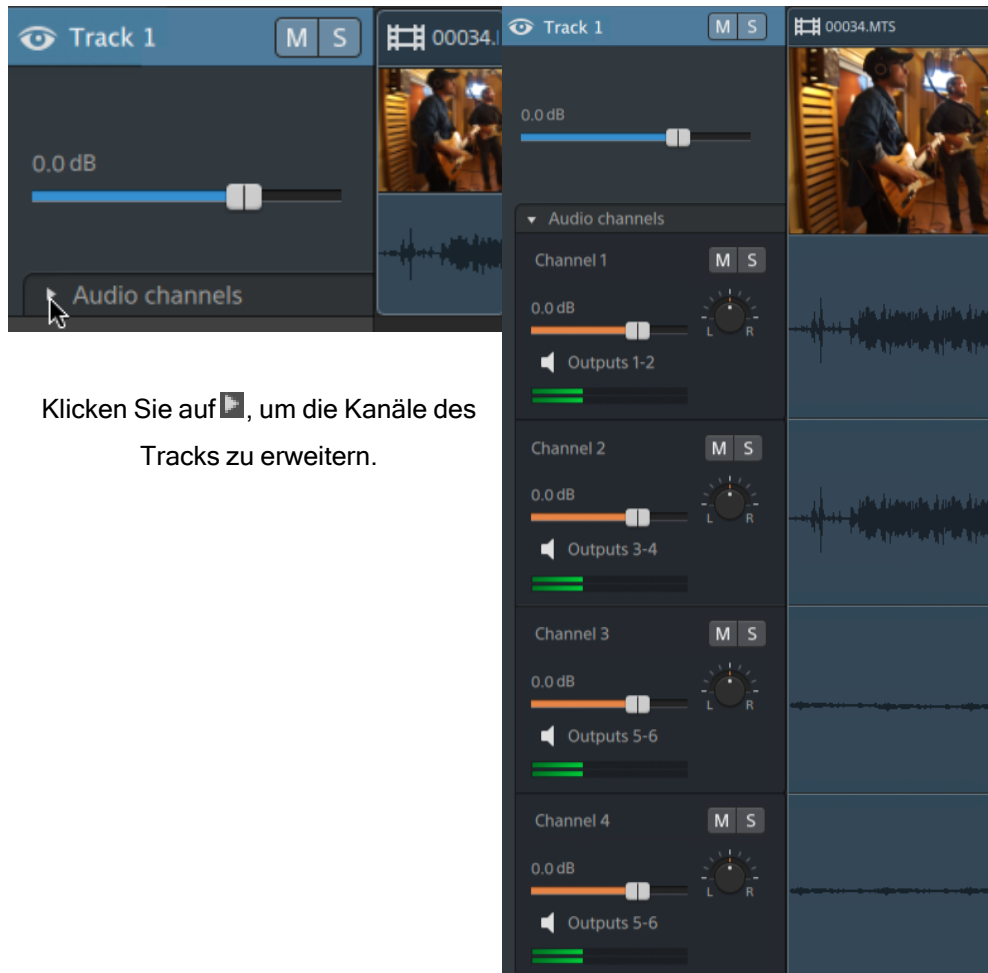 Track 1 M S
00034.
0.0 dB
Audio channels
Klicken Sie auf , um die Kanäle des
Tracks zu erweitern.
Track 1 M S
00034.MTS
0.0 dB
Audio channels
Channel 1 M S
0.0 dB
L R
Outputs 1-2
Channel 2 M S
0.0 dB
L R
Outputs 3-4
Channel 3 M S
0.0 dB
L R
Outputs 5-6
Channel 4 M S
0.0 dB
L R
Outputs 5-6